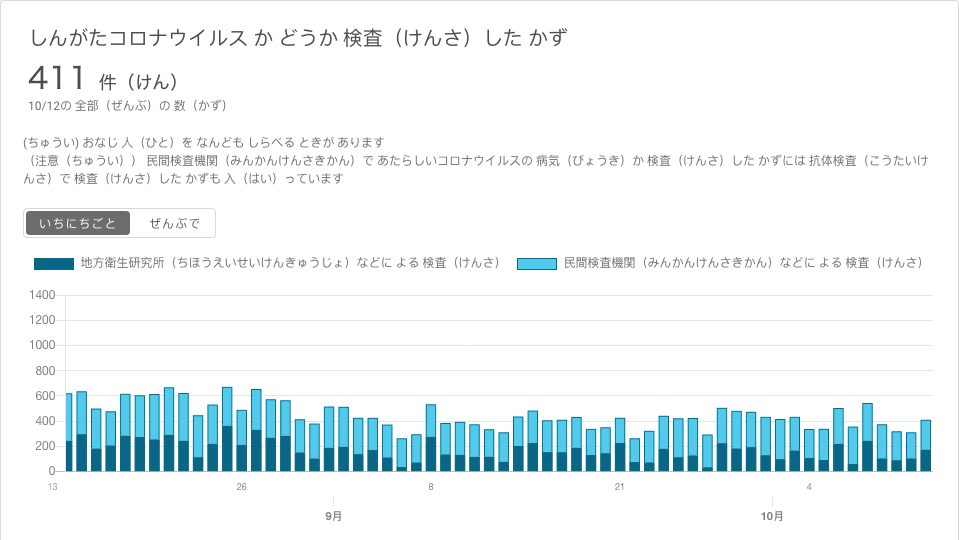 しんがたコロナウイルス か どうか 検査（けんさ）した かず
411 件（けん）
10/12の 全部（ぜんぶ）の 数（かず）
(ちゅうい) おなじ 人（ひと）を なんども しらべる ときが あります
（注意（ちゅうい）） 民間検査機関（みんかんけんさきかん）で あたらしいコロナウイルスの 病気（びょうき）か 検査（けんさ）した かずには 抗体検査（こうたいけ
んさ）で 検査（けんさ）した かずも 入（はい）っています
いちにちごと ぜんぶで
地方衛生研究所（ちほうえいせいけんきゅうじょ）などに よる 検査（けんさ） 民間検査機関（みんかんけんさきかん）などに よる 検査（けんさ）
1400
1200
1000
800
600
400
200
0
13 26 8 21 4
9月 10月